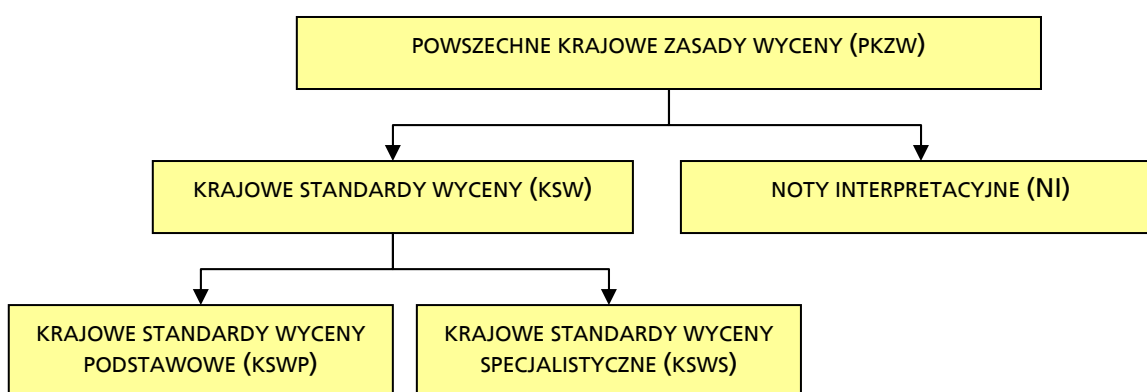 POWSZECHNE KRAJOWE ZASADY WYCENY (PKZW)
KRAJOWE STANDARDY WYCENY (KSW)
NOTY INTERPRETACYJNE (NI)
KRAJOWE STANDARDY WYCENY
PODSTAWOWE (KSWP)
KRAJOWE STANDARDY WYCENY
SPECJALISTYCZNE (KSWS)